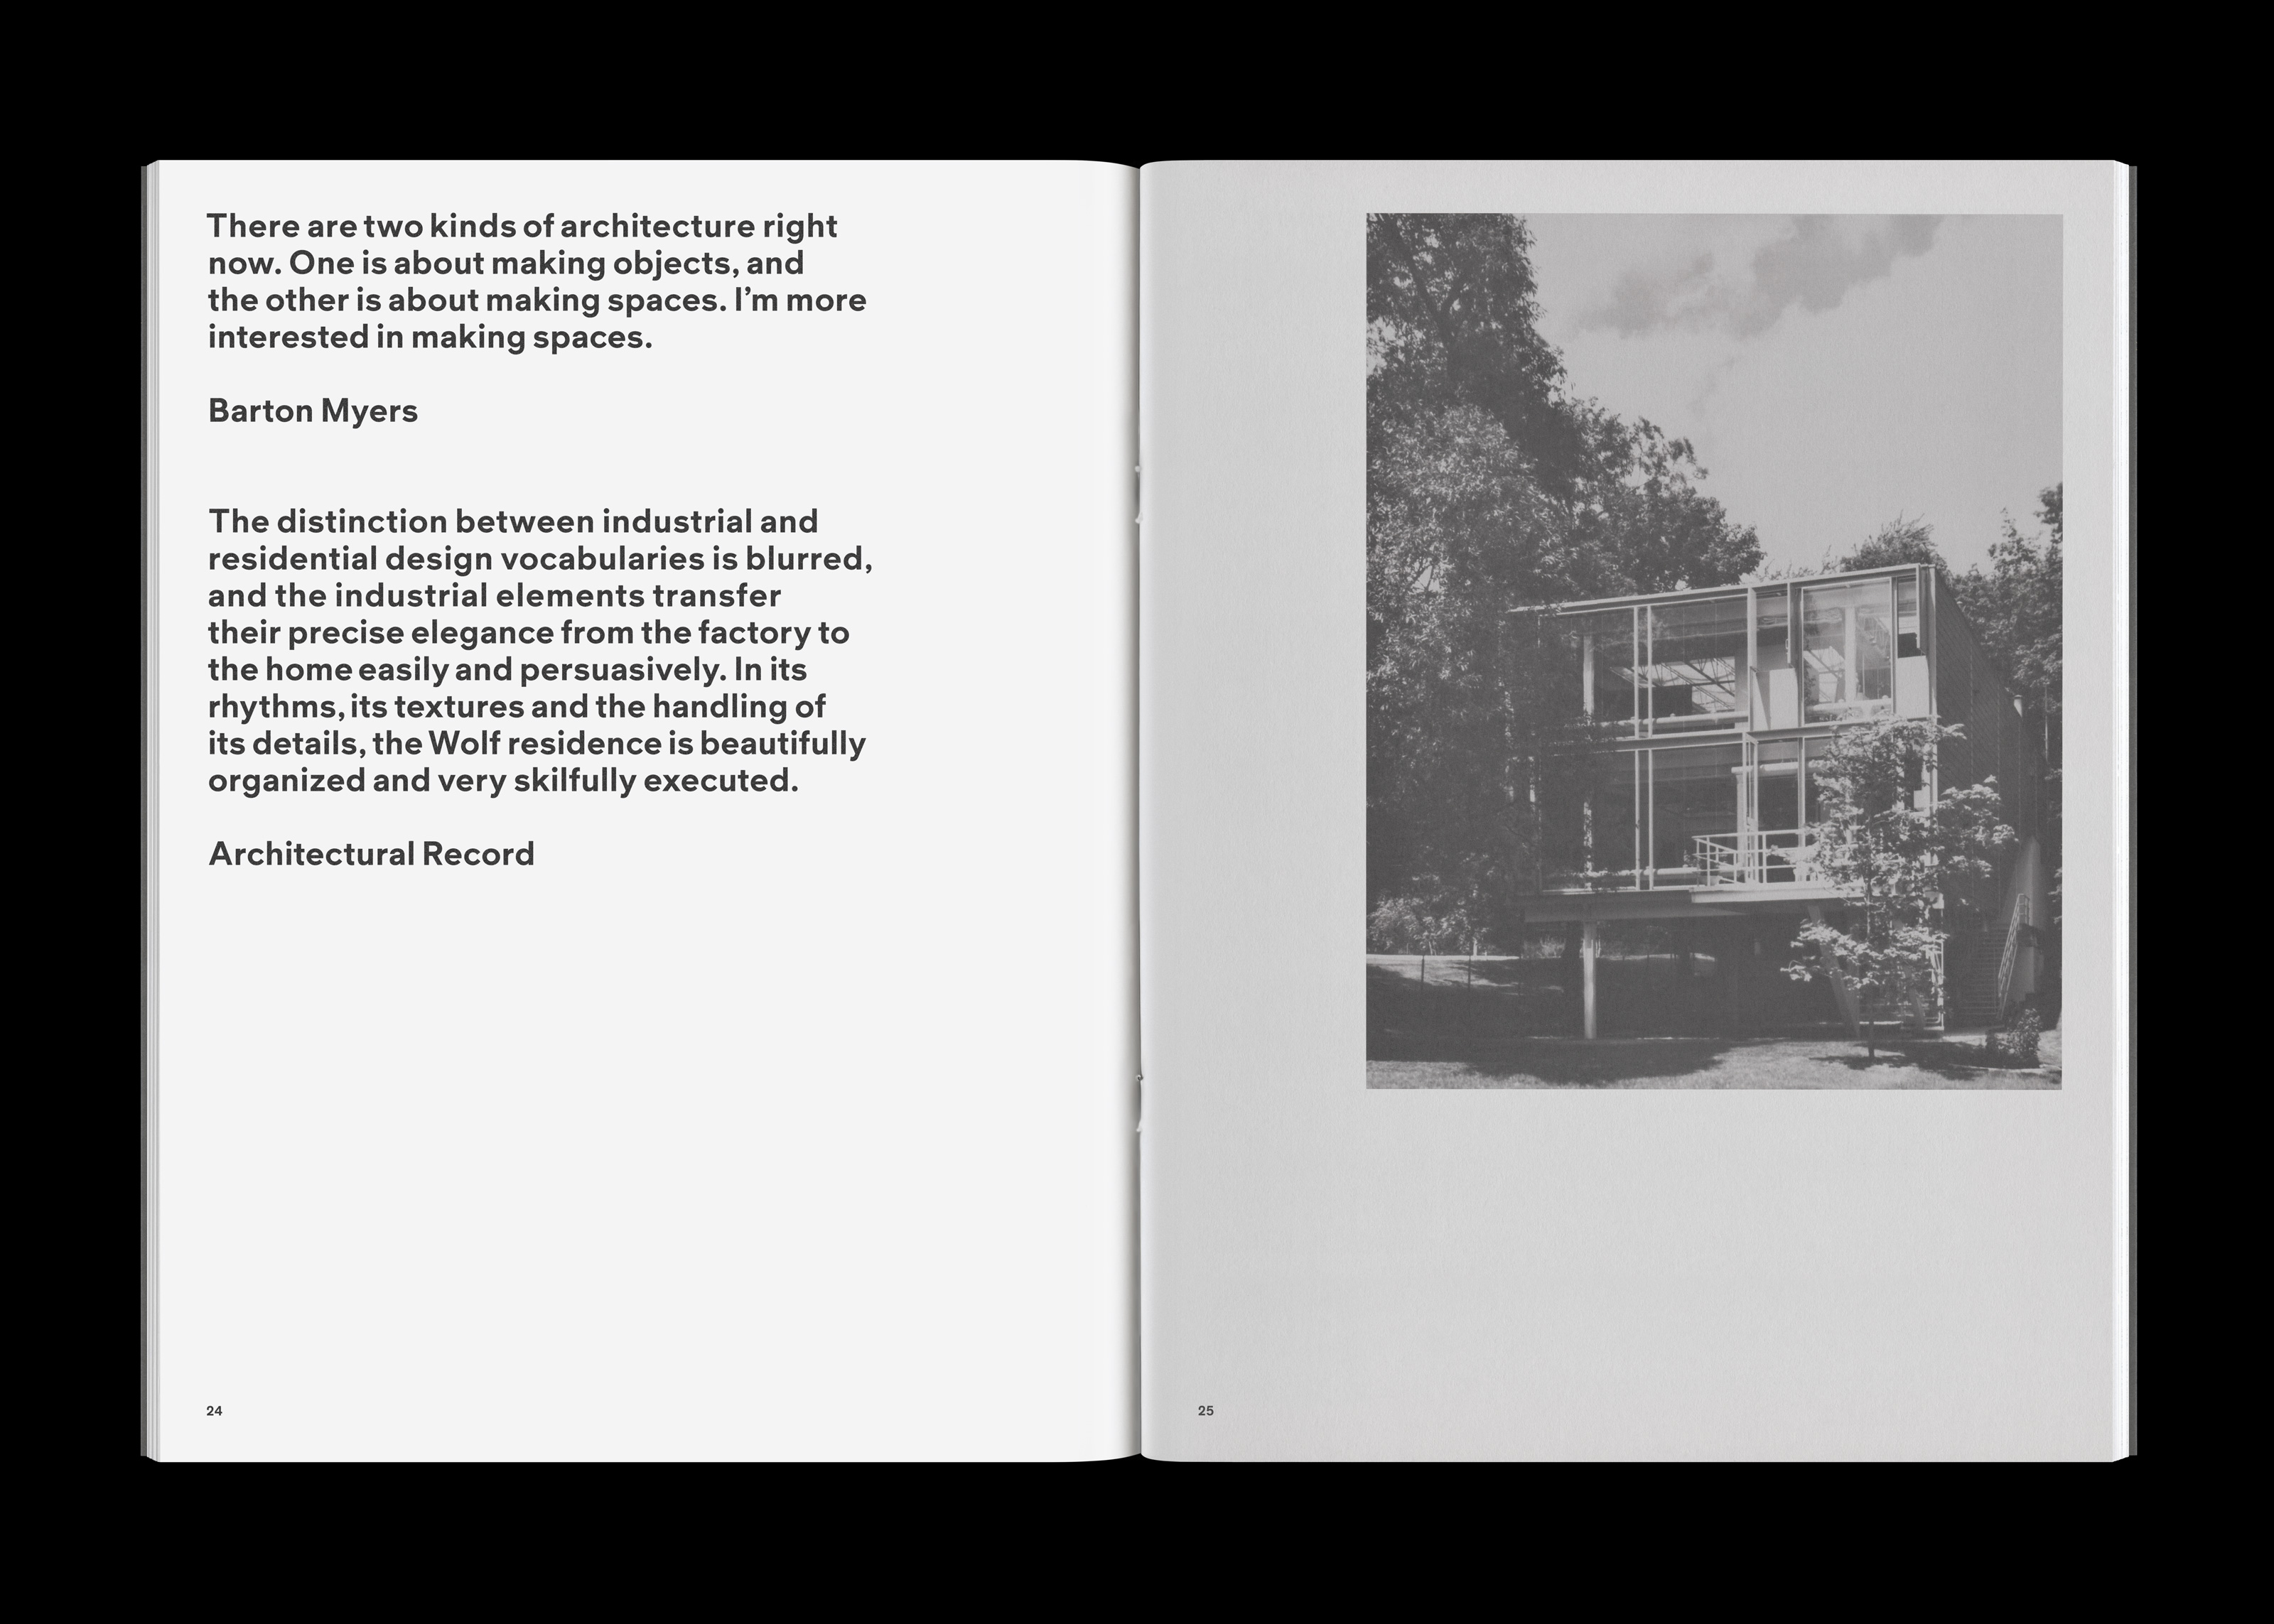 There are two kinds of architecture right
now. One is about making objects, and
the other is about making spaces. I’m more
interested in making spaces.
Barton Myers
The distinction between industrial and
residential design vocabularies is blurred,
and the industrial elements transfer
their precise elegance from the factory to
the home easily and persuasively. In its
rhythms, its textures and the handling of
its details, the Wolf residence is beautifully
organized and very skilfully executed.
Architectural Record
24
25